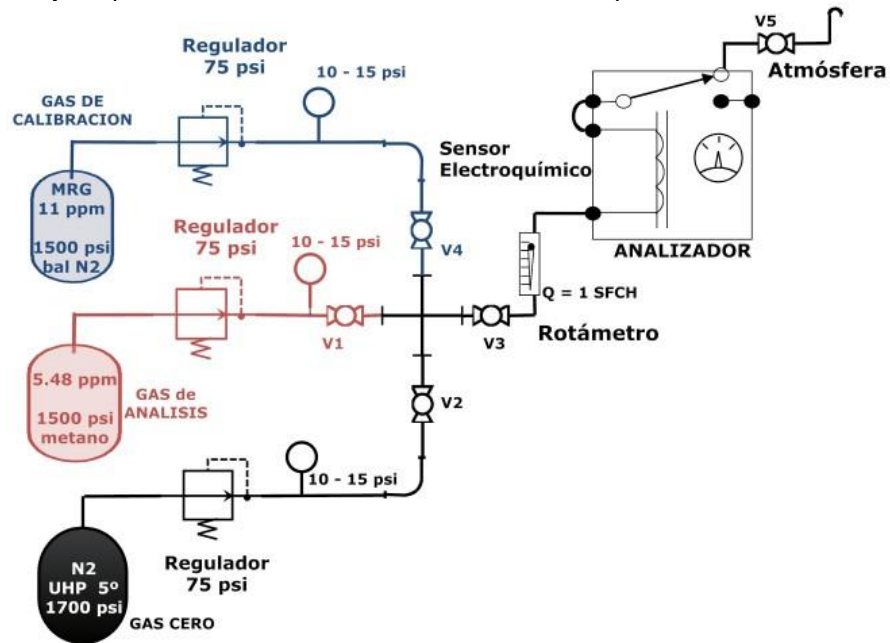 V5
Atmósfera
Regulador
75 psi
10 - 15 psi
GAS DE
CALIBRACION
MRG
11 ppm
1500 psi
bal N2
Sensor
Electroquímico
V4
ANALIZADOR
Regulador
75 psi
10 - 15 psi
V1
V3
Q = 1 SFCH
Rotámetro
5.48 ppm
1500 psi
metano
GAS de
ANALISIS
V2
10 - 15 psi
Regulador
75 psi
N2
UHP 5º
1700 psi
GAS CERO